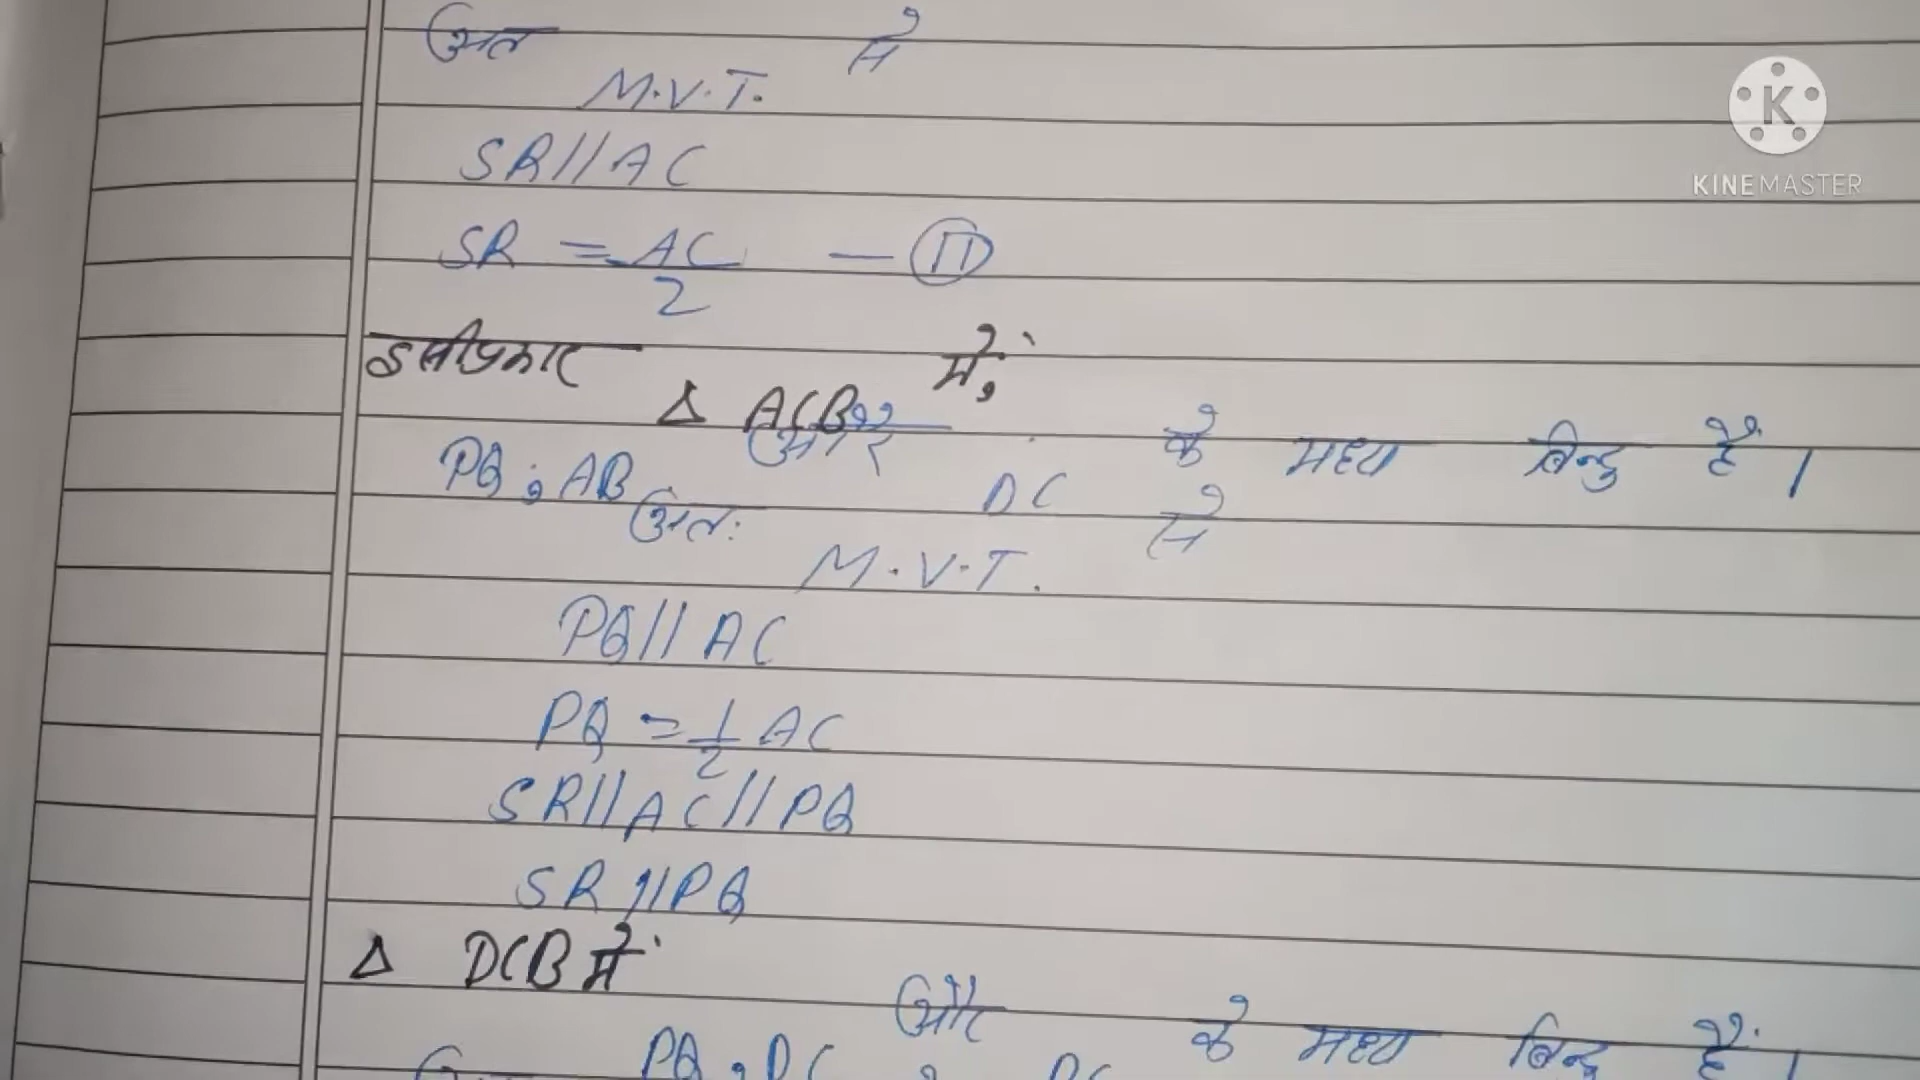 अत M.V.T. से
SR//AC
SR = AC/2 — (II)
इसीप्रकार Δ ACB में,
PQ, AB और DC के मध्य बिन्दु हैं।
अतः M.V.T. से
PQ// AC
PQ = 1/2 AC
SR//AC//PQ
SR //PQ
Δ DCB में
PQ, DC और DC के मध्य बिन्दु हैं।
KINEMASTER